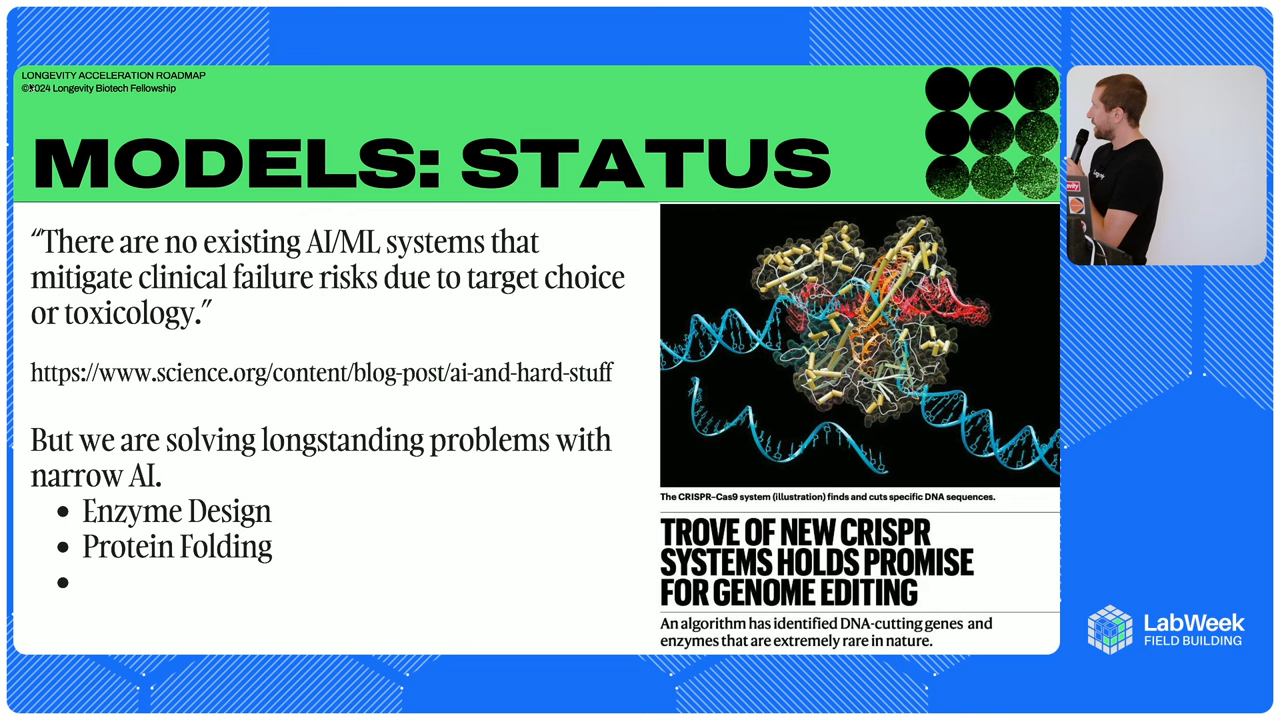 LONGEVITY ACCELERATION ROADMAP
©2024 Longevity Biotech Fellowship
MODELS: STATUS
“There are no existing AI/ML systems that
mitigate clinical failure risks due to target choice
or toxicology.”
https://www.science.org/content/blog-post/ai-and-hard-stuff
But we are solving longstanding problems with
narrow AI.
• Enzyme Design
• Protein Folding
•
The CRISPR–Cas9 system (illustration) finds and cuts specific DNA sequences.
TROVE OF NEW CRISPR
SYSTEMS HOLDS PROMISE
FOR GENOME EDITING
An algorithm has identified DNA-cutting genes and
enzymes that are extremely rare in nature.
LabWeek
FIELD BUILDING